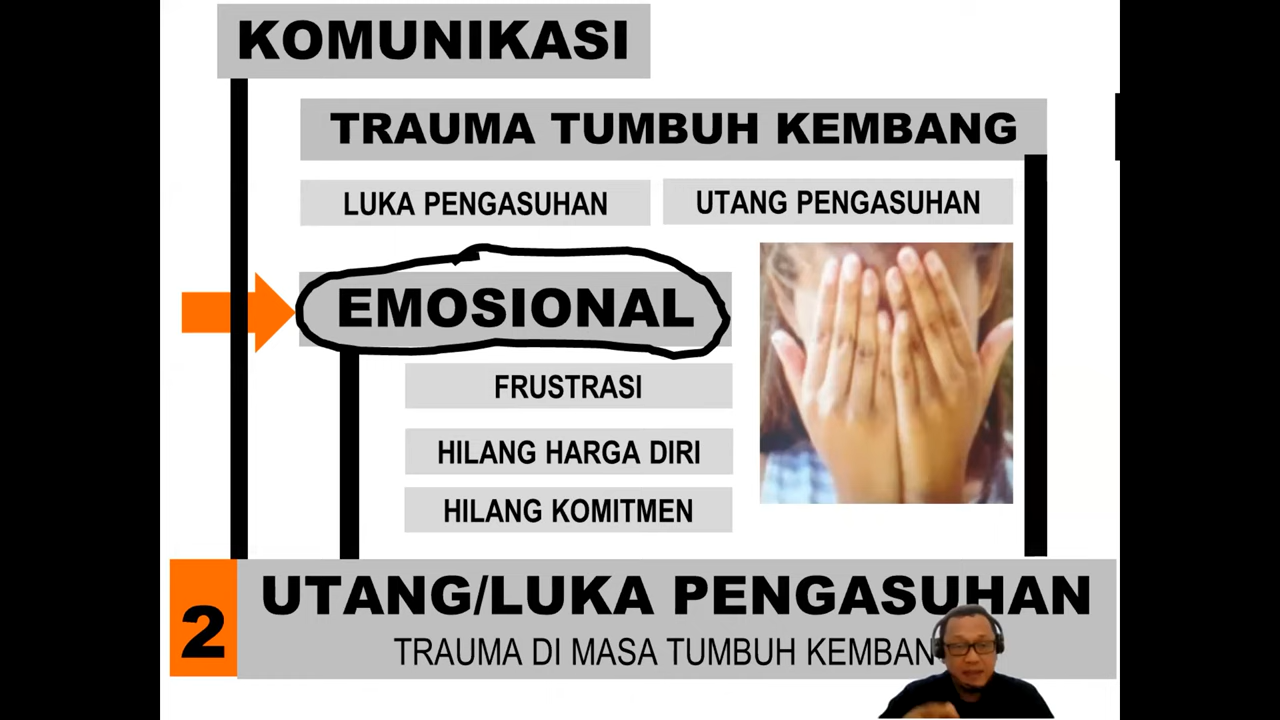 KOMUNIKASI
TRAUMA TUMBUH KEMBANG
LUKA PENGASUHAN
UTANG PENGASUHAN
EMOSIONAL
FRUSTRASI
HILANG HARGA DIRI
HILANG KOMITMEN
2
UTANG/LUKA PENGASUHAN
TRAUMA DI MASA TUMBUH KEMBAN